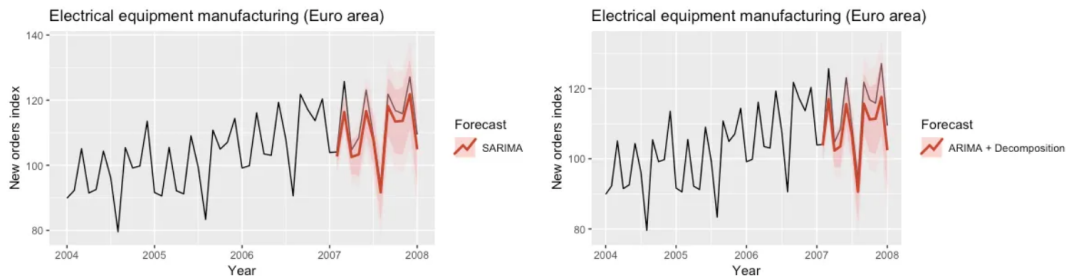 Electrical equipment manufacturing (Euro area)
140
120
100
80
New orders index
2004
2005
2006
2007
2008
Year
Forecast
SARIMA
Electrical equipment manufacturing (Euro area)
120
100
80
New orders index
2004
2005
2006
2007
2008
Year
Forecast
ARIMA + Decomposition